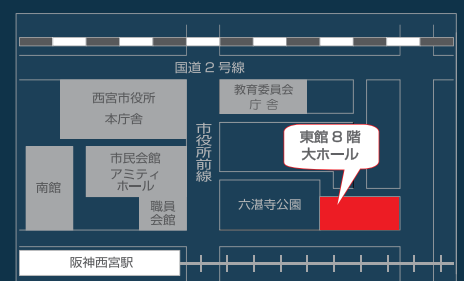 国道2号線
西宮市役所
本庁舎
教育委員会
庁舎
市役所前線
東館8階
大ホール
市民会館
アミティ
ホール
南館
職員
会館
六湛寺公園
阪神西宮駅